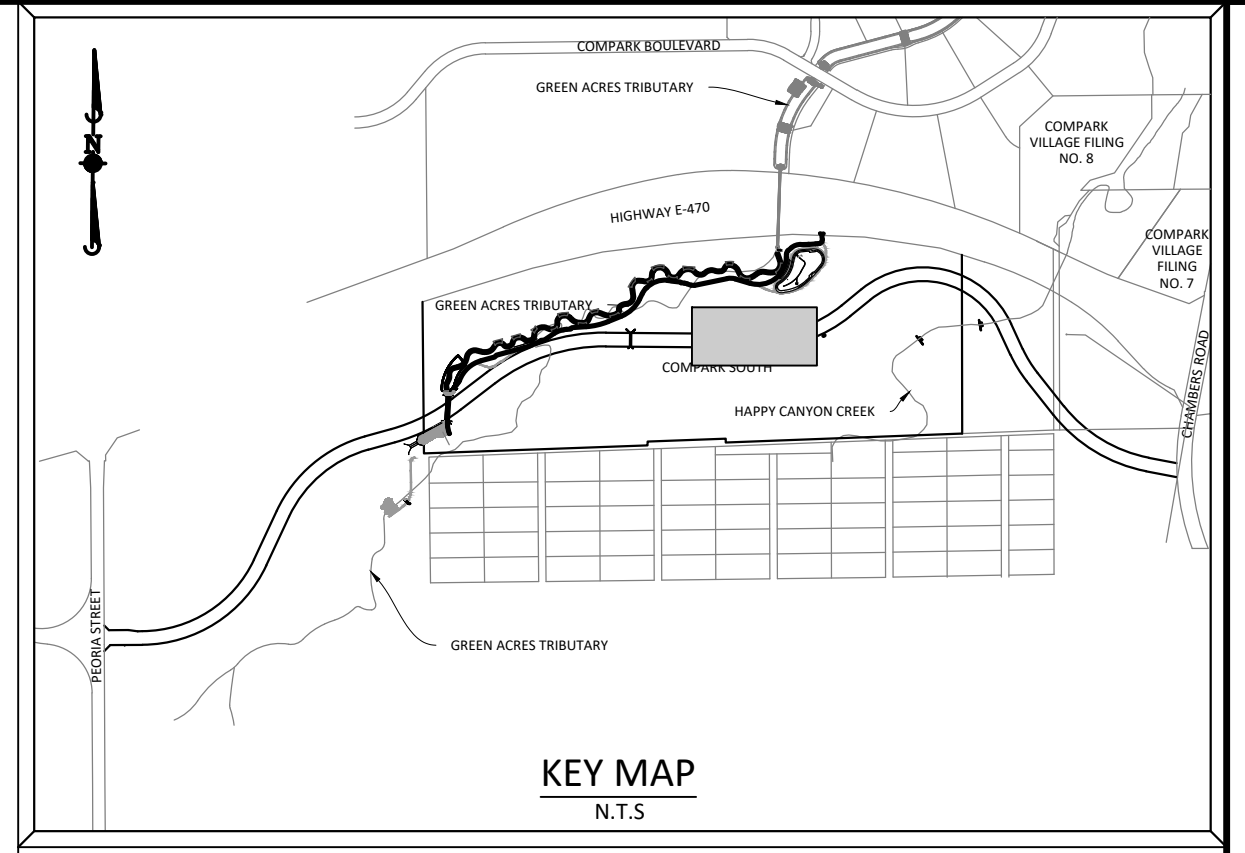 COMPARK BOULEVARD
GREEN ACRES TRIBUTARY
N
COMPARK
VILLAGE FILING
NO. 8
HIGHWAY E-470
COMPARK
VILLAGE
FILING
NO. 7
GREEN ACRES TRIBUTARY
COMPARK SOUTH
CHAMBERS ROAD
HAPPY CANYON CREEK
PEORIA STREET
GREEN ACRES TRIBUTARY
KEY MAP
N.T.S